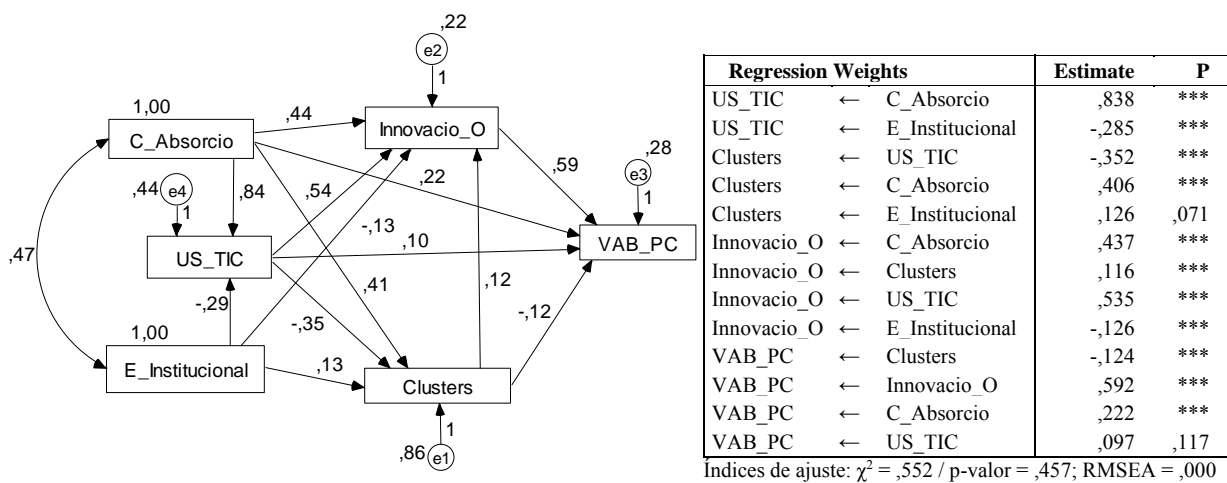 ,22
e2
1
1,00
,44
Innovacio_O
C_Absorcio
,59
,28
,22
e3
,44
e4
,84
,54
1
1
-,13
VAB_PC
,47
US_TIC
,10
,41
,12
-,29
-,12
-,35
1,00
,13
E_Institucional
Clusters
1
,86
e1
Regression Weights Estimate P
US_TIC ← C_Absorcio ,838 ***
US_TIC ← E_Institucional -,285 ***
Clusters ← US_TIC -,352 ***
Clusters ← C_Absorcio ,406 ***
Clusters ← E_Institucional ,126 ,071
Innovacio_O ← C_Absorcio ,437 ***
Innovacio_O ← Clusters ,116 ***
Innovacio_O ← US_TIC ,535 ***
Innovacio_O ← E_Institucional -,126 ***
VAB_PC ← Clusters -,124 ***
VAB_PC ← Innovacio_O ,592 ***
VAB_PC ← C_Absorcio ,222 ***
VAB_PC ← US_TIC ,097 ,117
Índices de ajuste: χ² = ,552 / p-valor = ,457; RMSEA = ,000